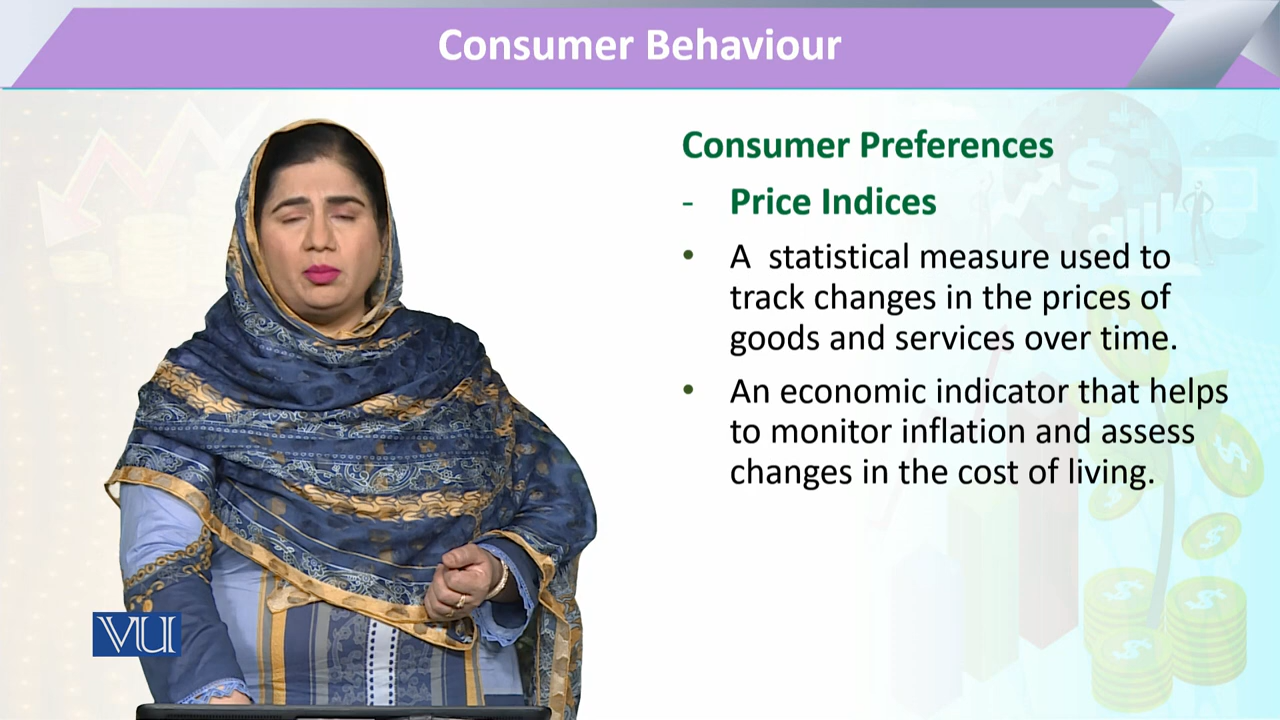 Consumer Behaviour
Consumer Preferences
- Price Indices
• A statistical measure used to
track changes in the prices of
goods and services over time.
• An economic indicator that helps
to monitor inflation and assess
changes in the cost of living.
VU